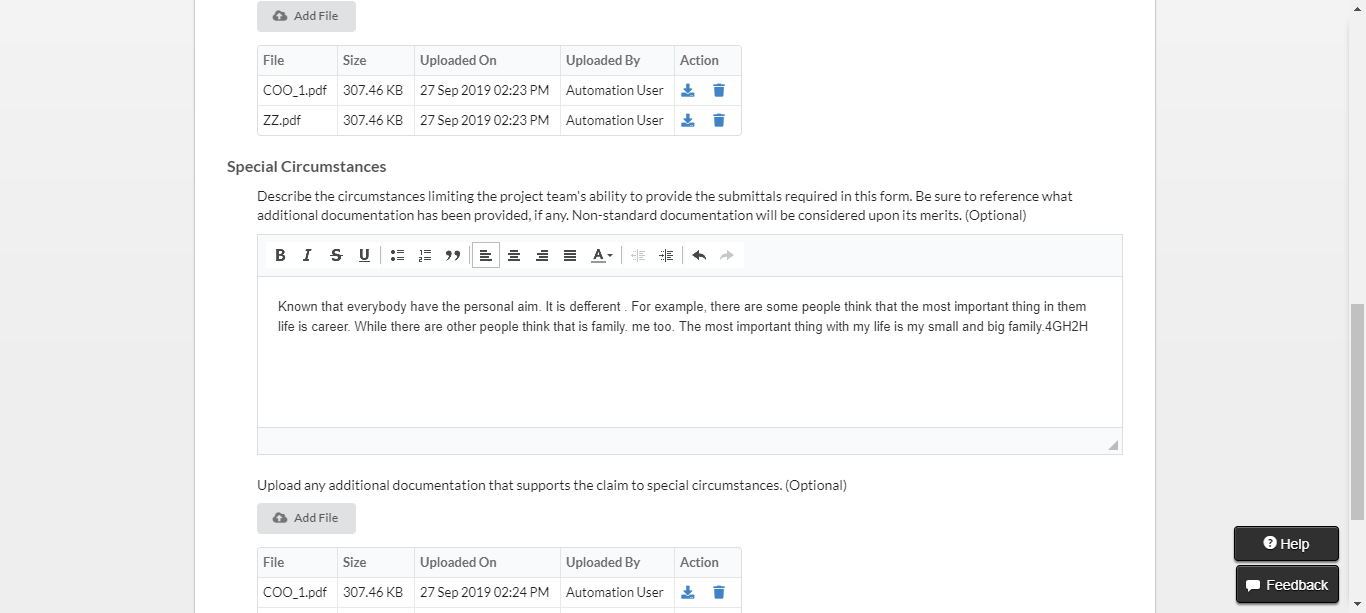 Add File
File Size Uploaded On Uploaded By Action
COO_1.pdf 307.46 KB 27 Sep 2019 02:23 PM Automation User
ZZ.pdf 307.46 KB 27 Sep 2019 02:23 PM Automation User
Special Circumstances
Describe the circumstances limiting the project team's ability to provide the submittals required in this form. Be sure to reference what
additional documentation has been provided, if any. Non-standard documentation will be considered upon its merits. (Optional)
B I S U A
Known that everybody have the personal aim. It is defferent . For example, there are some people think that the most important thing in them
life is career. While there are other people think that is family. me too. The most important thing with my life is my small and big family.4GH2H
Upload any additional documentation that supports the claim to special circumstances. (Optional)
Add File
Help
File Size Uploaded On Uploaded By Action
Feedback
COO_1.pdf 307.46 KB 27 Sep 2019 02:24 PM Automation User